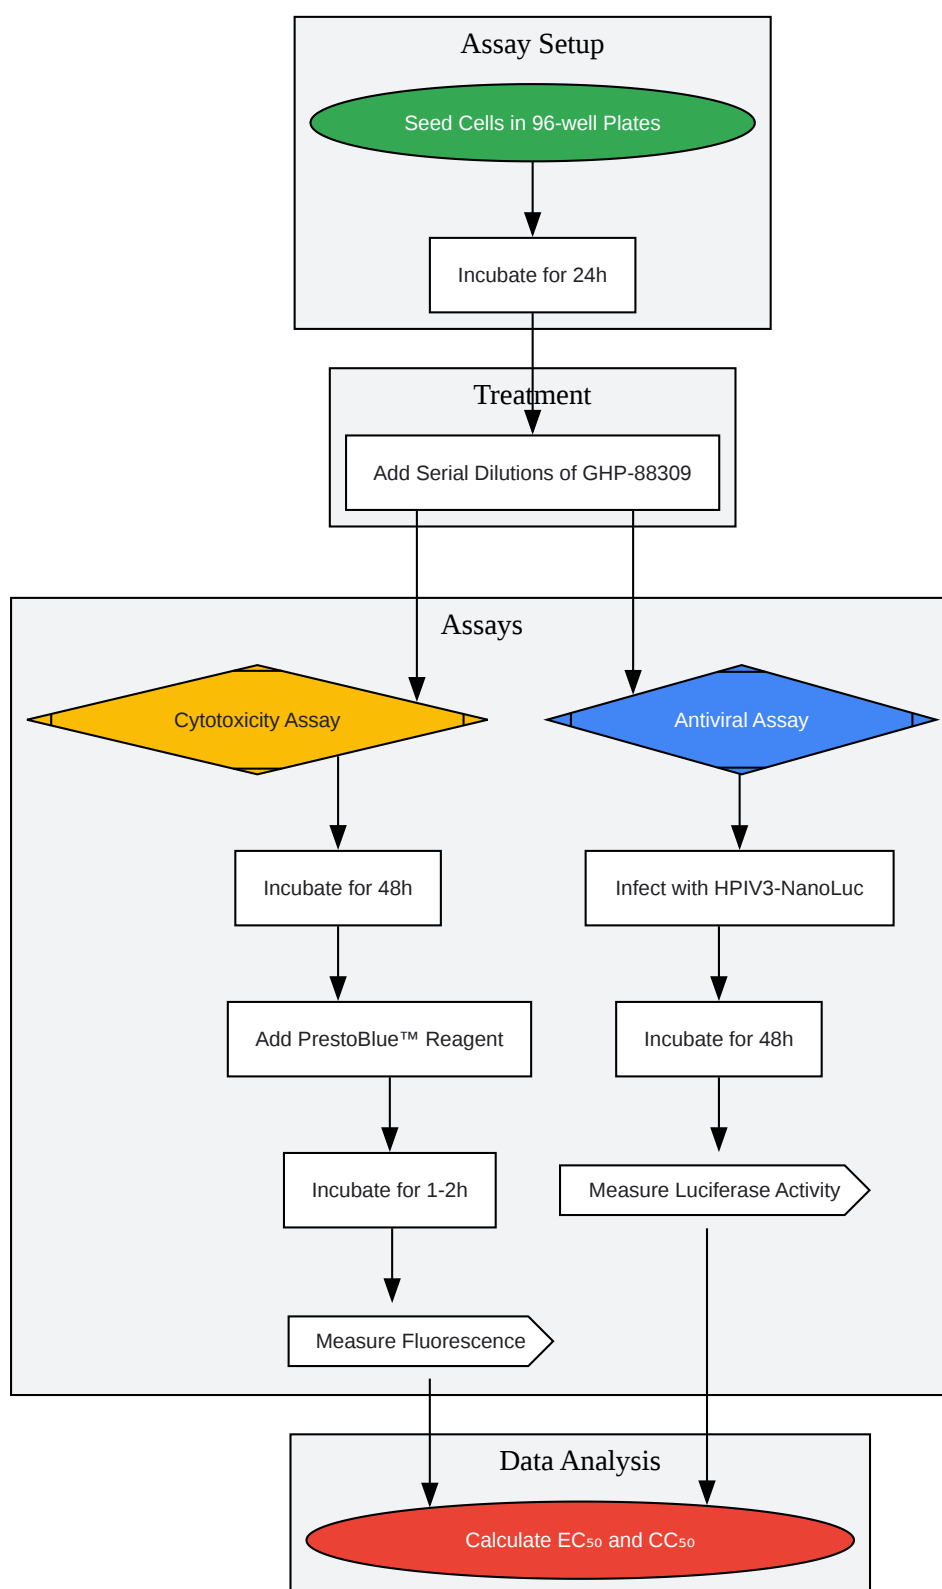 Assay Setup
Seed Cells in 96-well Plates
Incubate for 24h
Treatment
Add Serial Dilutions of GHP-88309
Assays
Cytotoxicity Assay
Antiviral Assay
Incubate for 48h
Infect with HPIV3-NanoLuc
Add PrestoBlue™ Reagent
Incubate for 48h
Incubate for 1-2h
Measure Luciferase Activity
Measure Fluorescence
Data Analysis
Calculate EC₅₀ and CC₅₀